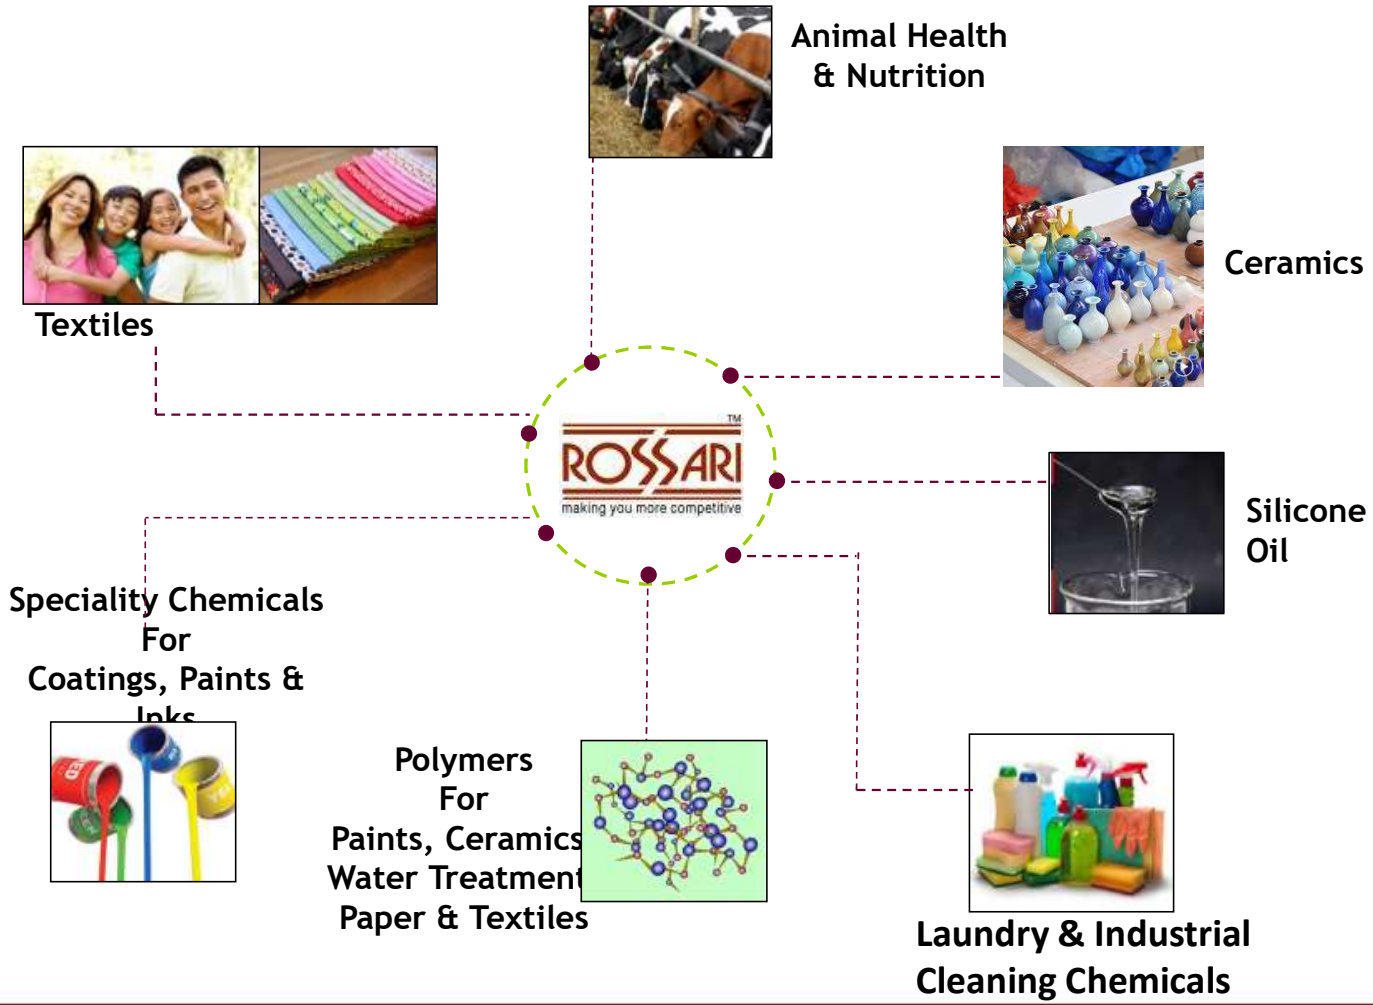 Animal Health
& Nutrition
Ceramics
Textiles
TM
ROSSARI
making you more competitive
Silicone
Oil
Speciality Chemicals
For
Coatings, Paints &
Inks
Polymers
For
Paints, Ceramics
Water Treatment
Paper & Textiles
Laundry & Industrial
Cleaning Chemicals